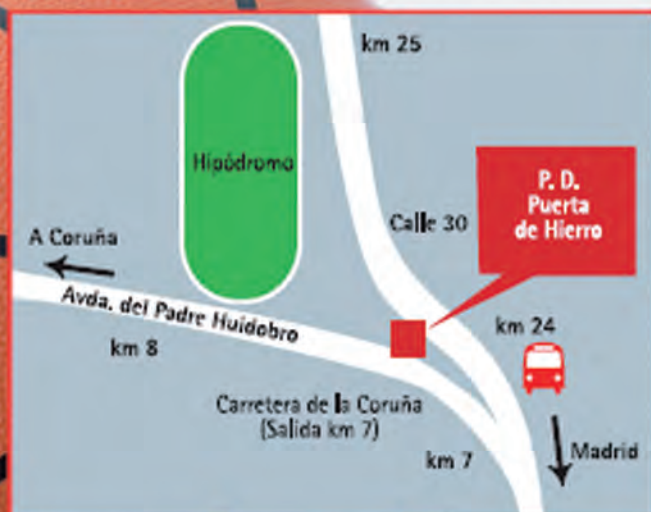 km 25
Hipódromo
P. D.
Puerta
de Hierro
Calle 30
A Coruña
Avda. del Padre Huidobro
km 24
km 8
Carretera de la Coruña
(Salida km 7)
km 7
Madrid